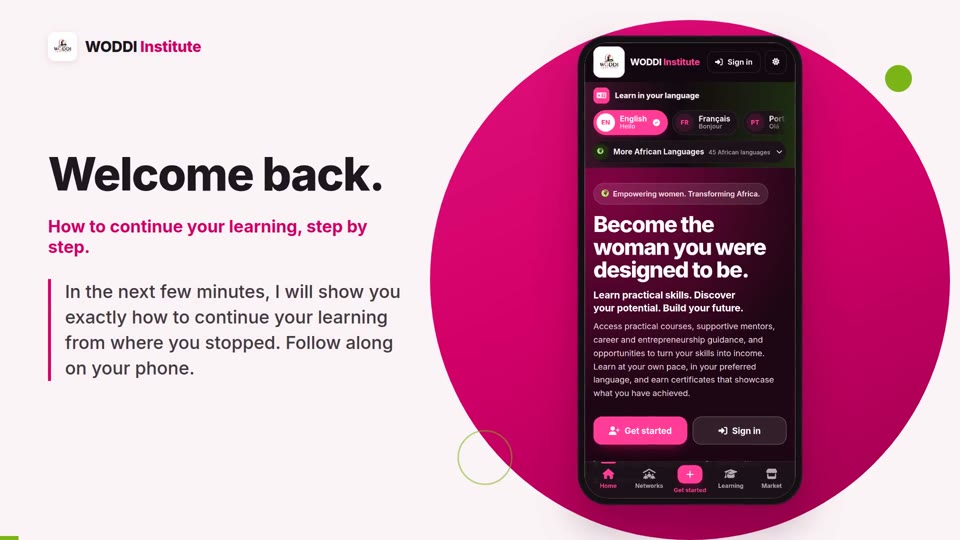 WODDI Institute
Welcome back.
How to continue your learning, step by
step.
In the next few minutes, I will show you
exactly how to continue your learning
from where you stopped. Follow along
on your phone.
WODDI
WODDI Institute
Sign in
Learn in your language
EN English
Hello
FR Français
Bonjour
PT Port
Olá
More African Languages 45 African languages
Empowering women. Transforming Africa.
Become the
woman you were
designed to be.
Learn practical skills. Discover
your potential. Build your future.
Access practical courses, supportive mentors,
career and entrepreneurship guidance, and
opportunities to turn your skills into income.
Learn at your own pace, in your preferred
language, and earn certificates that showcase
what you have achieved.
Get started
Sign in
Home
Networks
Get started
Learning
Market